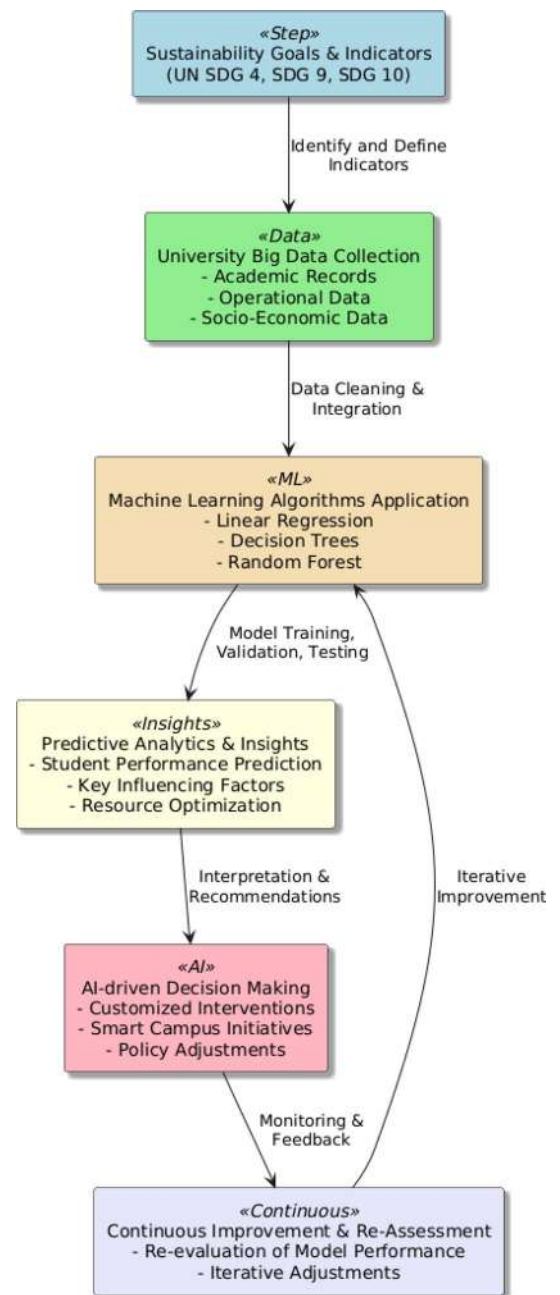 «Step»
Sustainability Goals & Indicators
(UN SDG 4, SDG 9, SDG 10)
Identify and Define
Indicators
«Data»
University Big Data Collection
- Academic Records
- Operational Data
- Socio-Economic Data
Data Cleaning &
Integration
«ML»
Machine Learning Algorithms Application
- Linear Regression
- Decision Trees
- Random Forest
Model Training,
Validation, Testing
«Insights»
Predictive Analytics & Insights
- Student Performance Prediction
- Key Influencing Factors
- Resource Optimization
Interpretation &
Recommendations
Iterative
Improvement
«AI»
AI-driven Decision Making
- Customized Interventions
- Smart Campus Initiatives
- Policy Adjustments
Monitoring &
Feedback
«Continuous»
Continuous Improvement & Re-Assessment
- Re-evaluation of Model Performance
- Iterative Adjustments